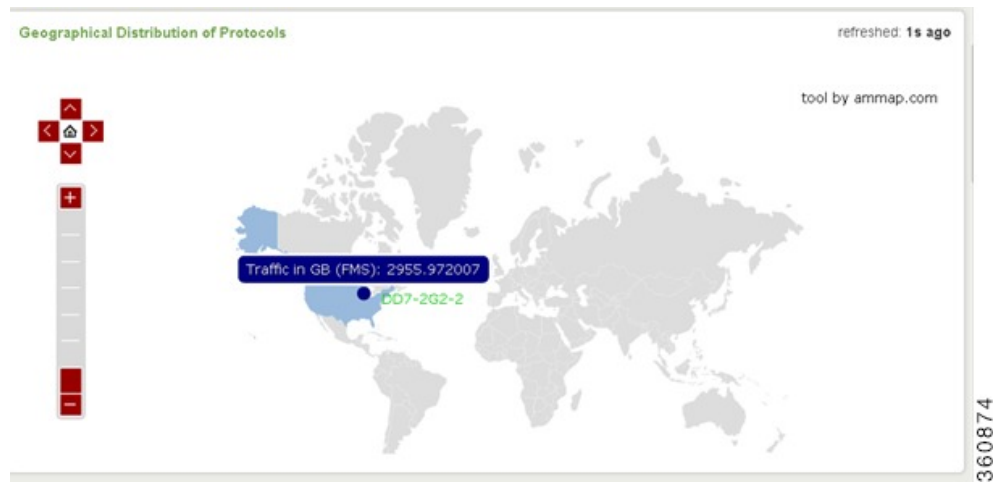 Geographical Distribution of Protocols
refreshed: 1s ago
tool by ammap.com
Traffic in GB (FMS): 2955.972007
DD7-2G2-2
360874